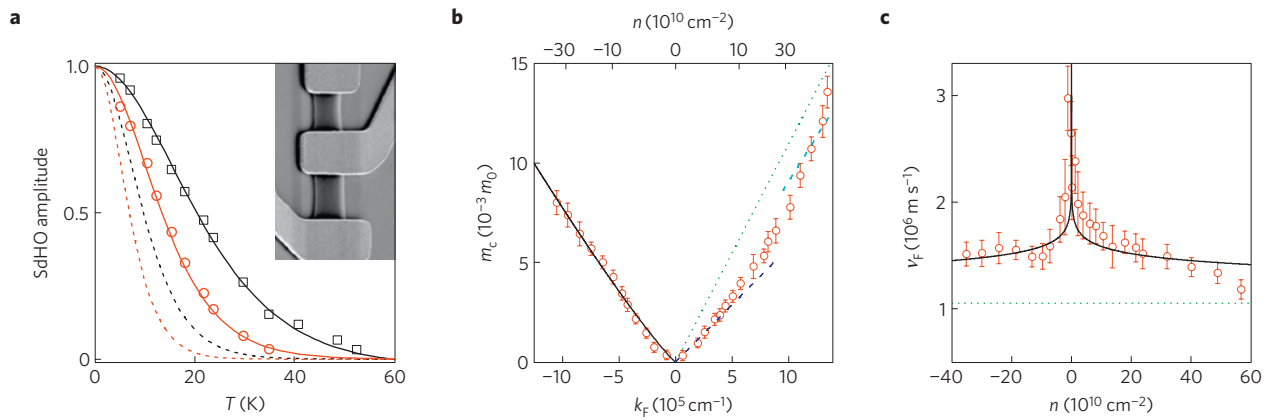 a
1.0
0.5
0
SdHO amplitude
0 20 40 60
T (K)
b
n (10¹⁰ cm⁻²)
−30 −10 0 10 30
15
10
5
0
m_c (10⁻³ m₀)
−10 −5 0 5 10
k_F (10⁵ cm⁻¹)
c
3
2
1
ν_F (10⁶ m s⁻¹)
−40 −20 0 20 40 60
n (10¹⁰ cm⁻²)